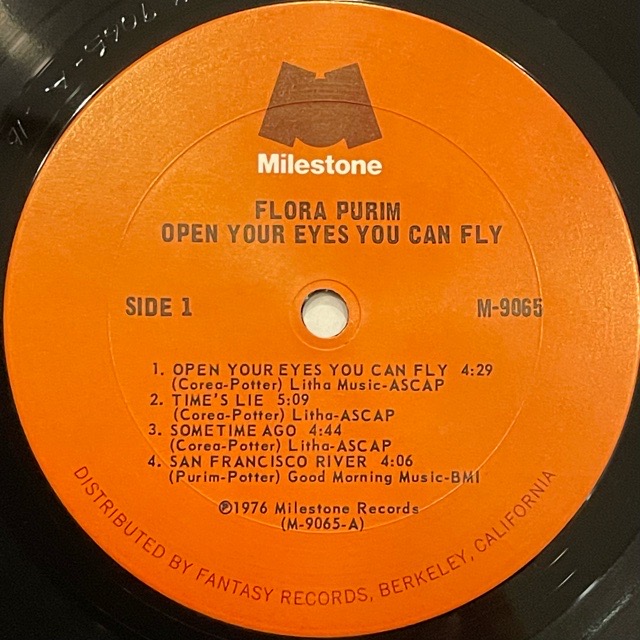 Milestone
FLORA PURIM
OPEN YOUR EYES YOU CAN FLY
SIDE 1
M-9065
1. OPEN YOUR EYES YOU CAN FLY 4:29
(Corea-Potter) Litha Music-ASCAP
2. TIME'S LIE 5:09
(Corea-Potter) Litha-ASCAP
3. SOMETIME AGO 4:44
(Corea-Potter) Litha-ASCAP
4. SAN FRANCISCO RIVER 4:06
(Purim-Potter) Good Morning Music-BMI
℗1976 Milestone Records
(M-9065-A)
DISTRIBUTED BY FANTASY RECORDS, BERKELEY, CALIFORNIA